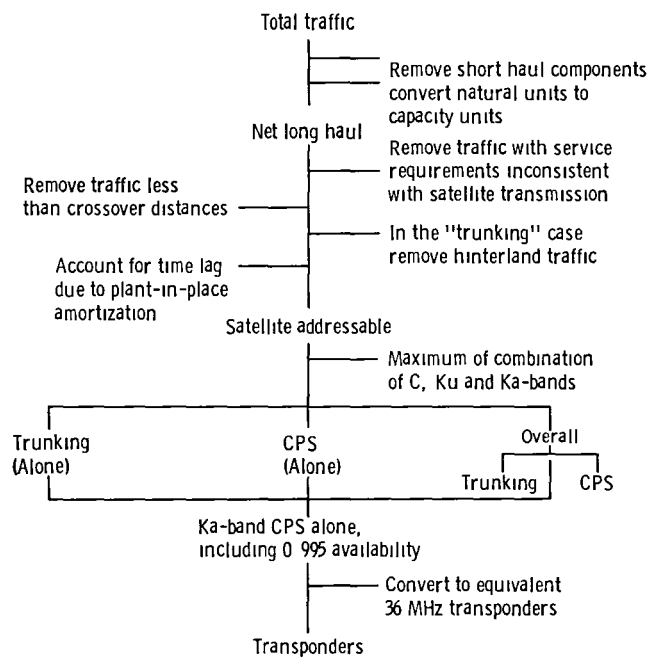 Total traffic
Remove short haul components
convert natural units to
capacity units
Net long haul
Remove traffic with service
requirements inconsistent
with satellite transmission
Remove traffic less
than crossover distances
In the "trunking" case
remove hinterland traffic
Account for time lag
due to plant-in-place
amortization
Satellite addressable
Maximum of combination
of C, Ku and Ka-bands
Trunking
(Alone)
CPS
(Alone)
Overall
Trunking
CPS
Ka-band CPS alone,
including 0 995 availability
Convert to equivalent
36 MHz transponders
Transponders